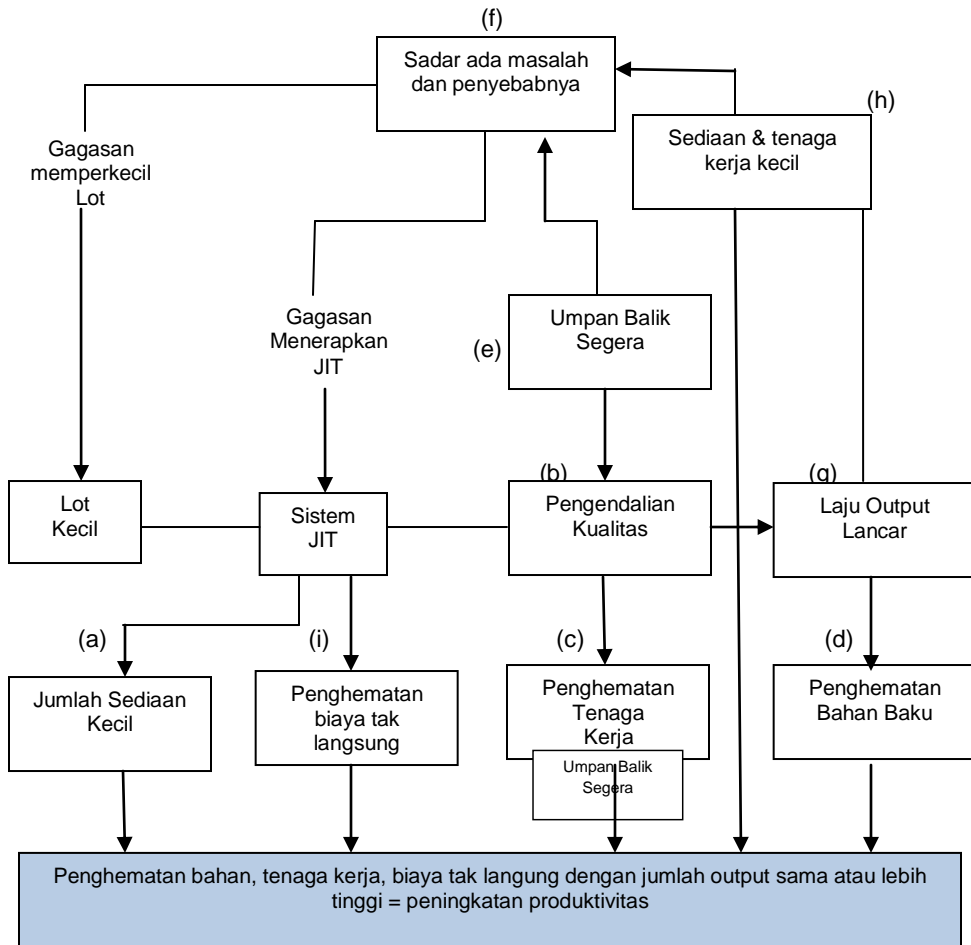 (f)
Sadar ada masalah
dan penyebabnya
(h)
Sediaan & tenaga
kerja kecil
Gagasan
memperkecil
Lot
Gagasan
Menerapkan
JIT
(e)
Umpan Balik
Segera
Lot
Kecil
Sistem
JIT
(b)
Pengendalian
Kualitas
(g)
Laju Output
Lancar
(a)
Jumlah Sediaan
Kecil
(i)
Penghematan
biaya tak
langsung
(c)
Penghematan
Tenaga
Kerja
Umpan Balik
Segera
(d)
Penghematan
Bahan Baku
Penghematan bahan, tenaga kerja, biaya tak langung dengan jumlah output sama atau lebih
tinggi = peningkatan produktivitas